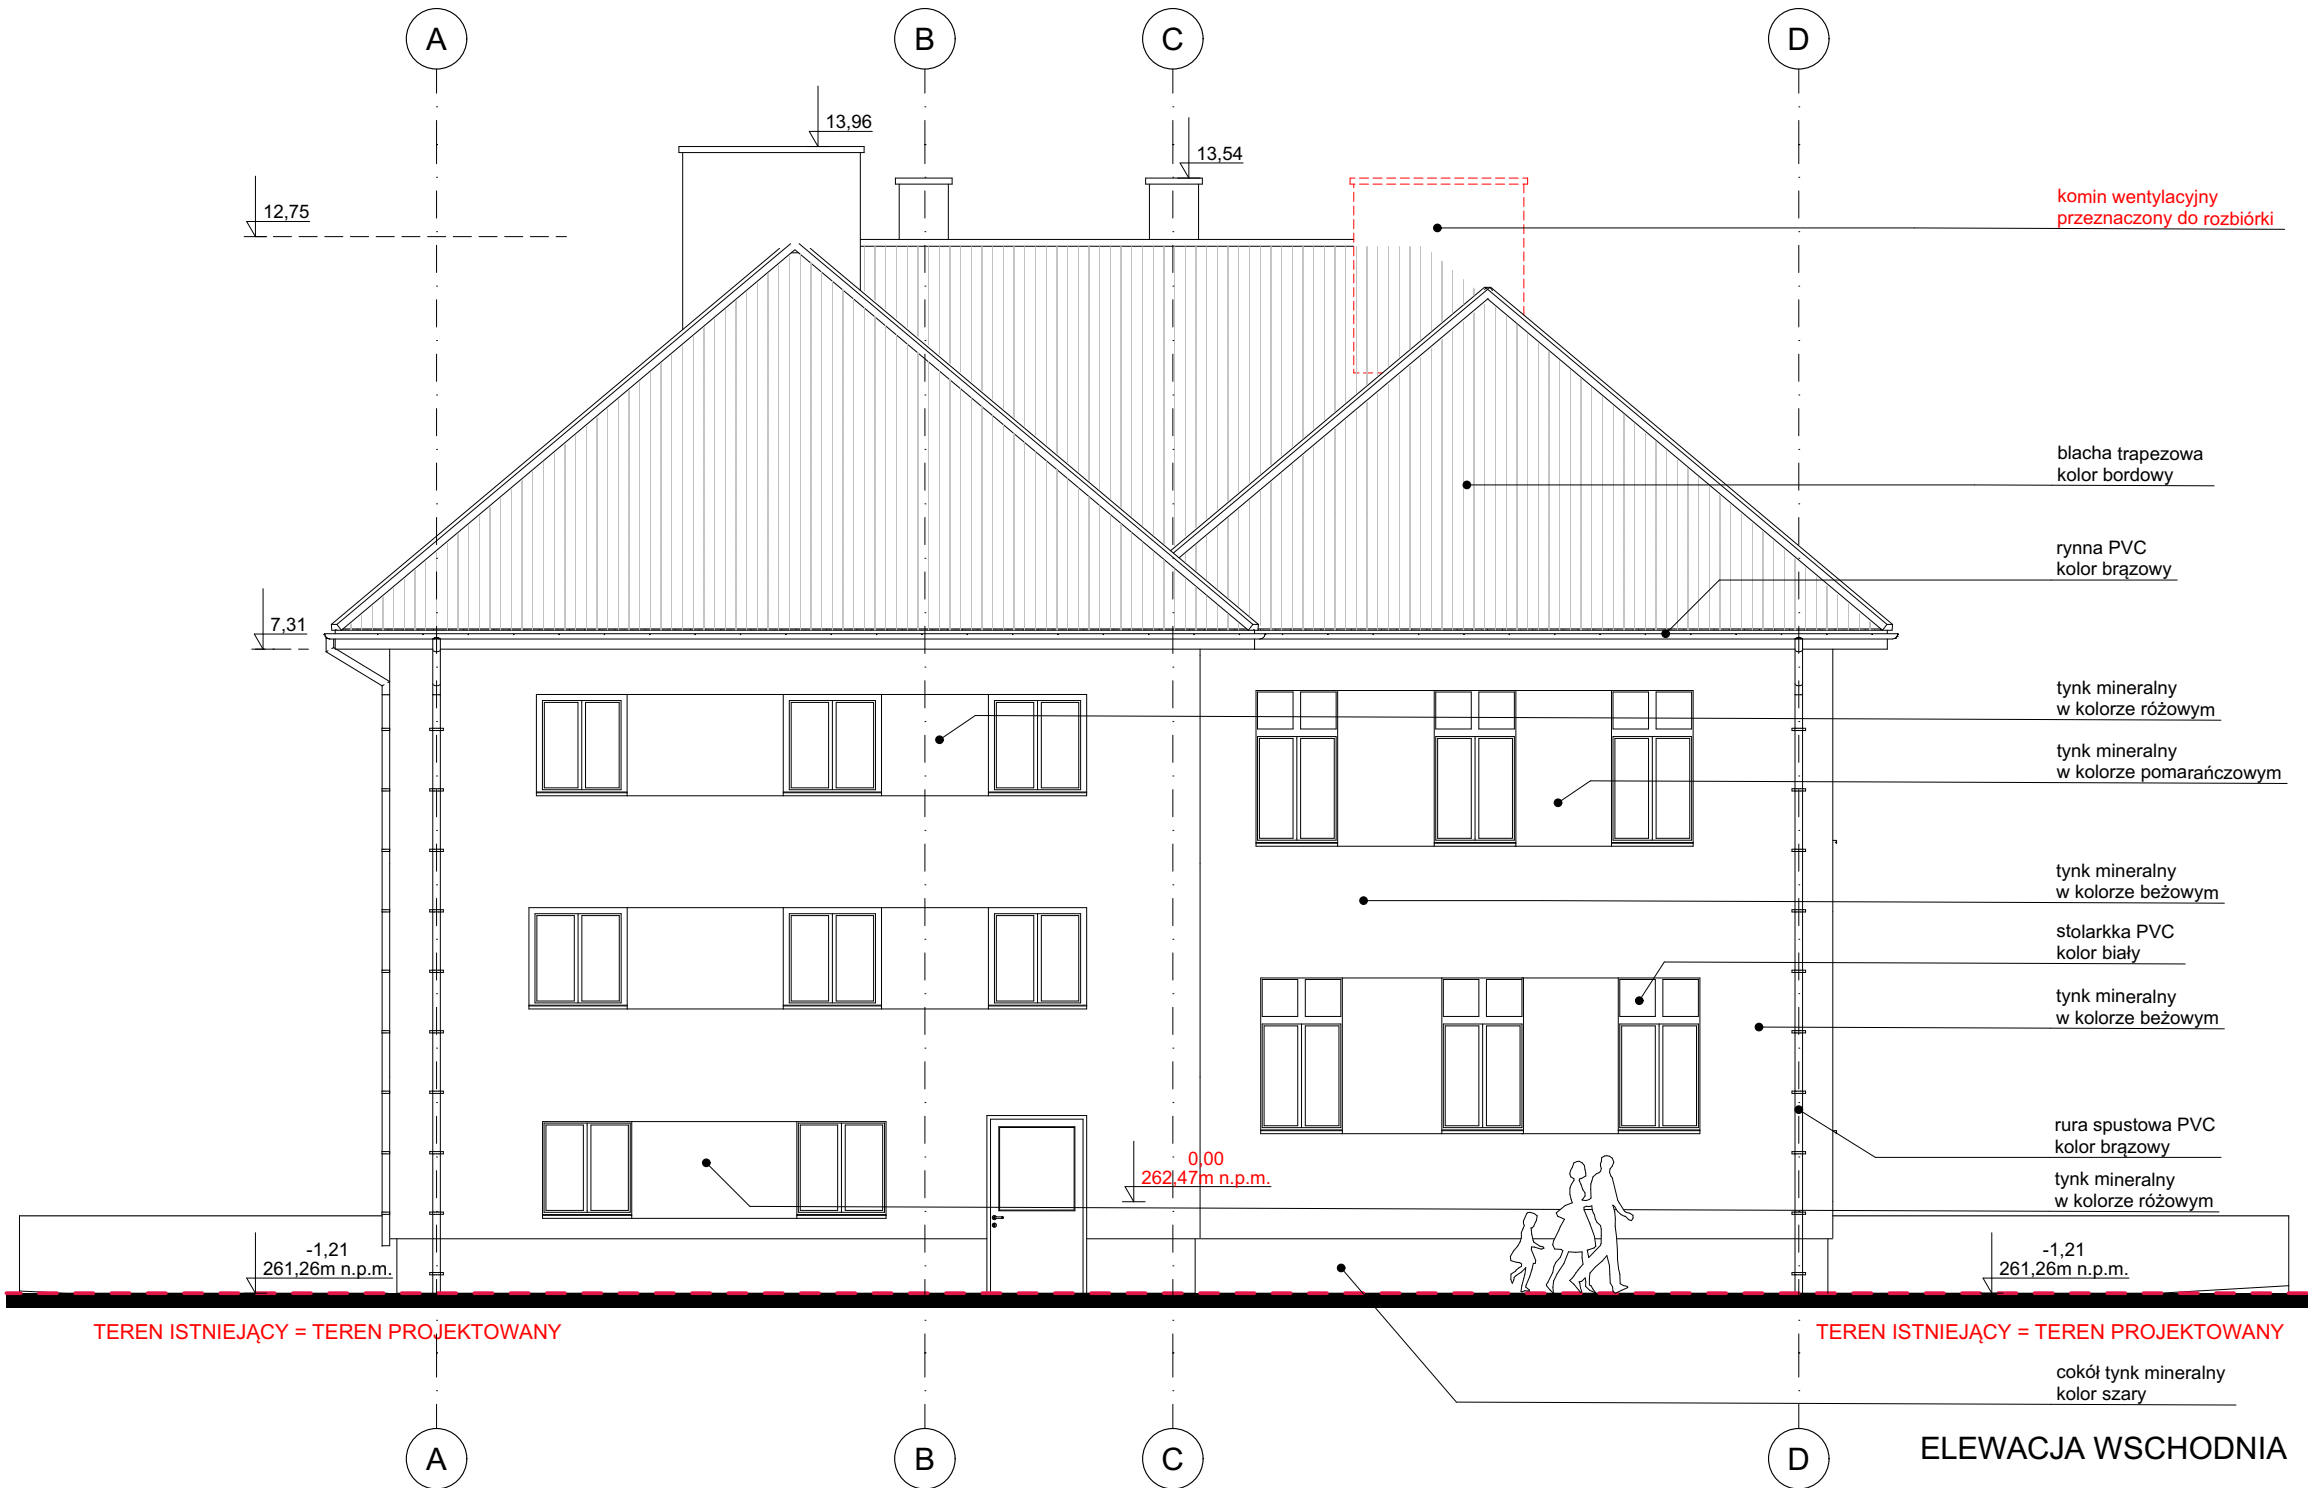 A
B
C
D
13,96
13,54
12,75
komin wentylacyjny
przeznaczony do rozbiórki
blacha trapezowa
kolor bordowy
rynna PVC
kolor brązowy
7,31
tynk mineralny
w kolorze różowym
tynk mineralny
w kolorze pomarańczowym
tynk mineralny
w kolorze beżowym
stolarkka PVC
kolor biały
tynk mineralny
w kolorze beżowym
rura spustowa PVC
kolor brązowy
0,00
262,47m n.p.m.
tynk mineralny
w kolorze różowym
-1,21
261,26m n.p.m.
-1,21
261,26m n.p.m.
TEREN ISTNIEJĄCY = TEREN PROJEKTOWANY
TEREN ISTNIEJĄCY = TEREN PROJEKTOWANY
cokół tynk mineralny
kolor szary
ELEWACJA WSCHODNIA
A
B
C
D